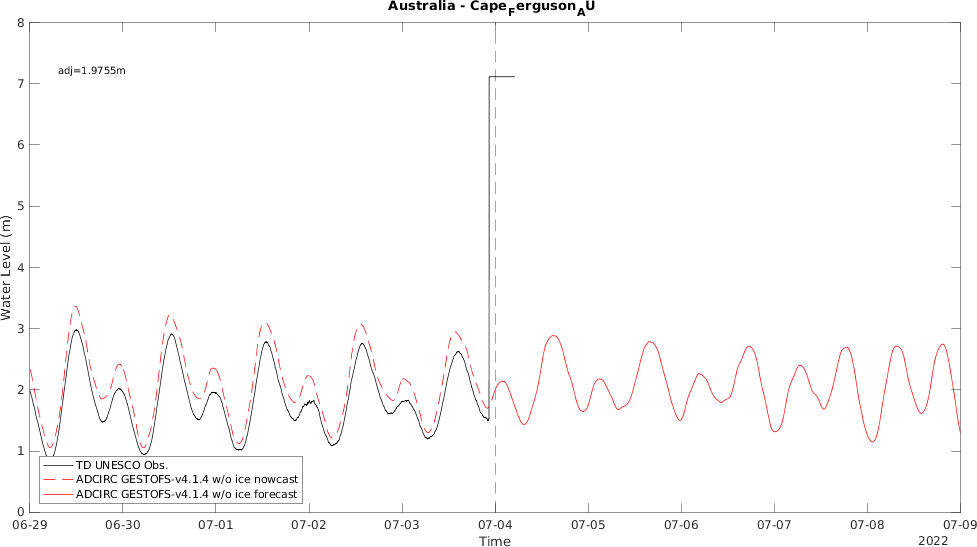 Australia - Cape_Ferguson_AU
8
adj=1.9755m
7
6
5
4
3
2
1
0
Water Level (m)
TD UNESCO Obs.
ADCIRC GESTOFS-v4.1.4 w/o ice nowcast
ADCIRC GESTOFS-v4.1.4 w/o ice forecast
06-29 06-30 07-01 07-02 07-03 07-04 07-05 07-06 07-07 07-08 07-09
Time
2022